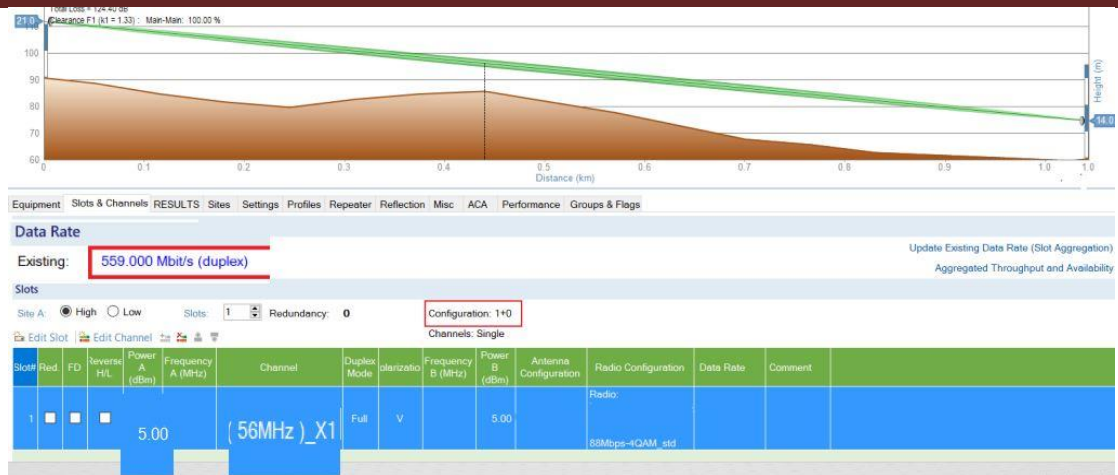 Total Loss = 124.40 dB
21.0 Clearance F1 (k1 = 1.33) : Main-Main: 100.00 %
110
100
90
80
70
60
14.0
Height (m)
0 0.1 0.2 0.3 0.4 0.5 0.6 0.7 0.8 0.9 1.0 1.0
Distance (km)
Equipment Slots & Channels RESULTS Sites Settings Profiles Repeater Reflection Misc ACA Performance Groups & Flags
Data Rate
Existing: 559.000 Mbit/s (duplex)
Update Existing Data Rate (Slot Aggregation)
Aggregated Throughput and Availability
Slots
Site A: High Low Slots: 1 Redundancy: 0 Configuration: 1+0
Channels: Single
Edit Slot Edit Channel
Slot# Red. FD Reverse H/L Power A (dBm) Frequency A (MHz) Channel Duplex Mode olarizatio Frequency B (MHz) Power B (dBm) Antenna Configuration Radio Configuration Data Rate Comment
1 5.00 ( 56MHz )_X1 Full V 5.00 Radio:
88Mbps-4QAM_std